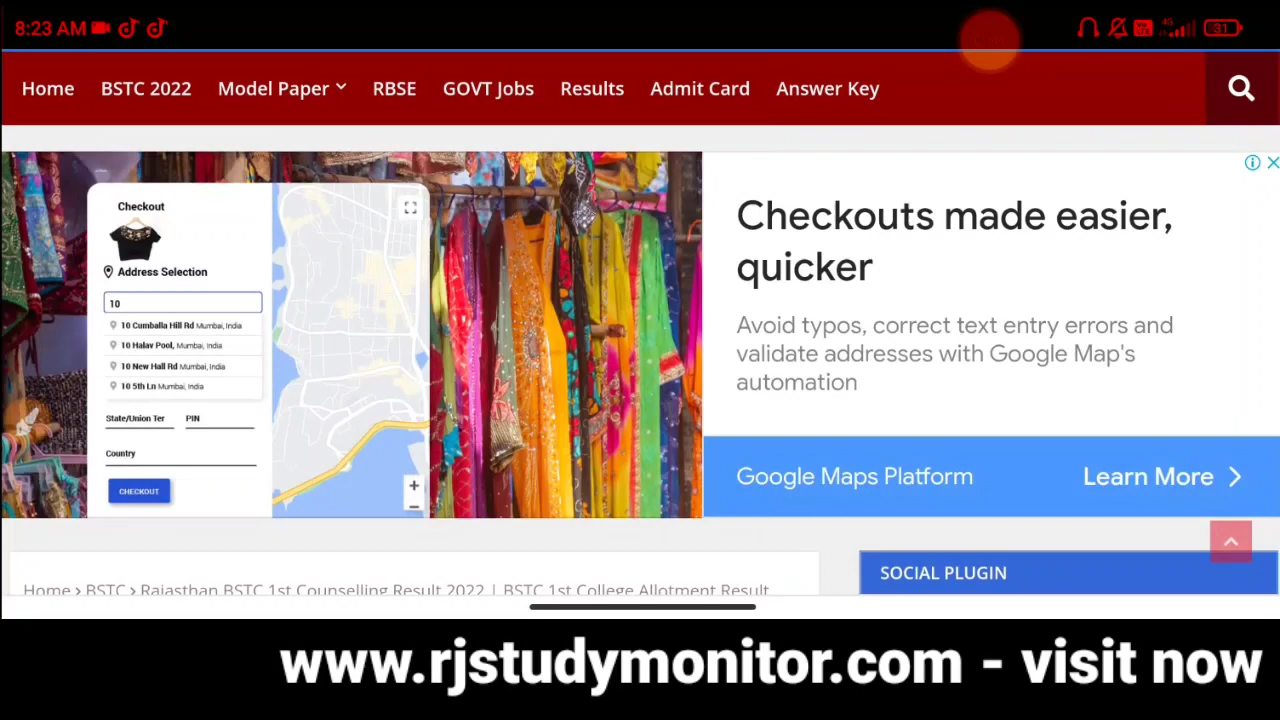 8:23 AM
4G
31
Home BSTC 2022 Model Paper RBSE GOVT Jobs Results Admit Card Answer Key
Checkout
Address Selection
10
10 Cumballa Hill Rd Mumbai, India
10 Halav Pool, Mumbai, India
10 New Hall Rd Mumbai, India
10 5th Ln Mumbai, India
State/Union Ter PIN
Country
CHECKOUT
Checkouts made easier,
quicker
Avoid typos, correct text entry errors and
validate addresses with Google Map's
automation
Google Maps Platform Learn More
SOCIAL PLUGIN
Home › BSTC › Rajasthan BSTC 1st Counselling Result 2022 | BSTC 1st College Allotment Result
www.rjstudymonitor.com - visit now